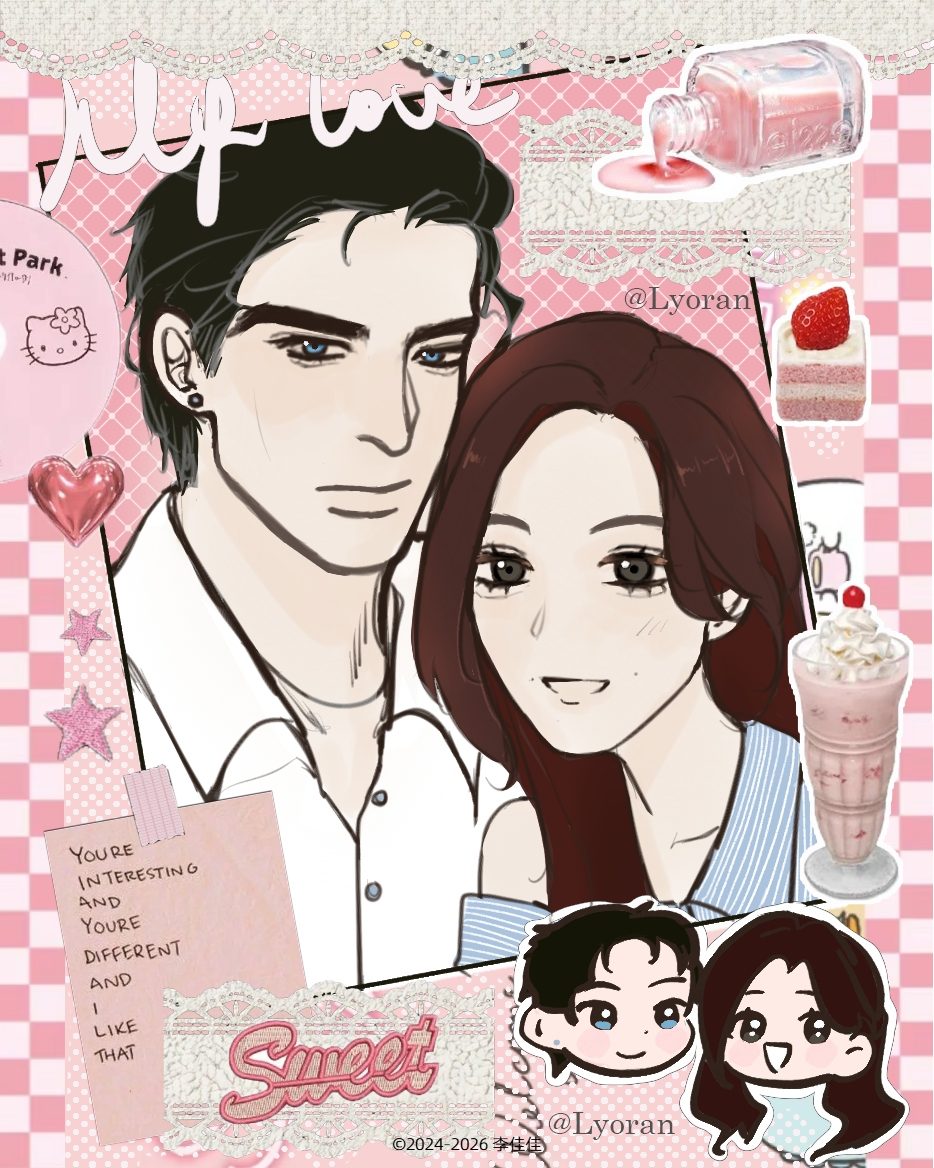 My love
essie
t Park
@Lyoran
YOURE
INTERESTING
AND
YOURE
DIFFERENT
AND
I
LIKE
THAT
Sweet
@Lyoran
©2024-2026 李佳佳